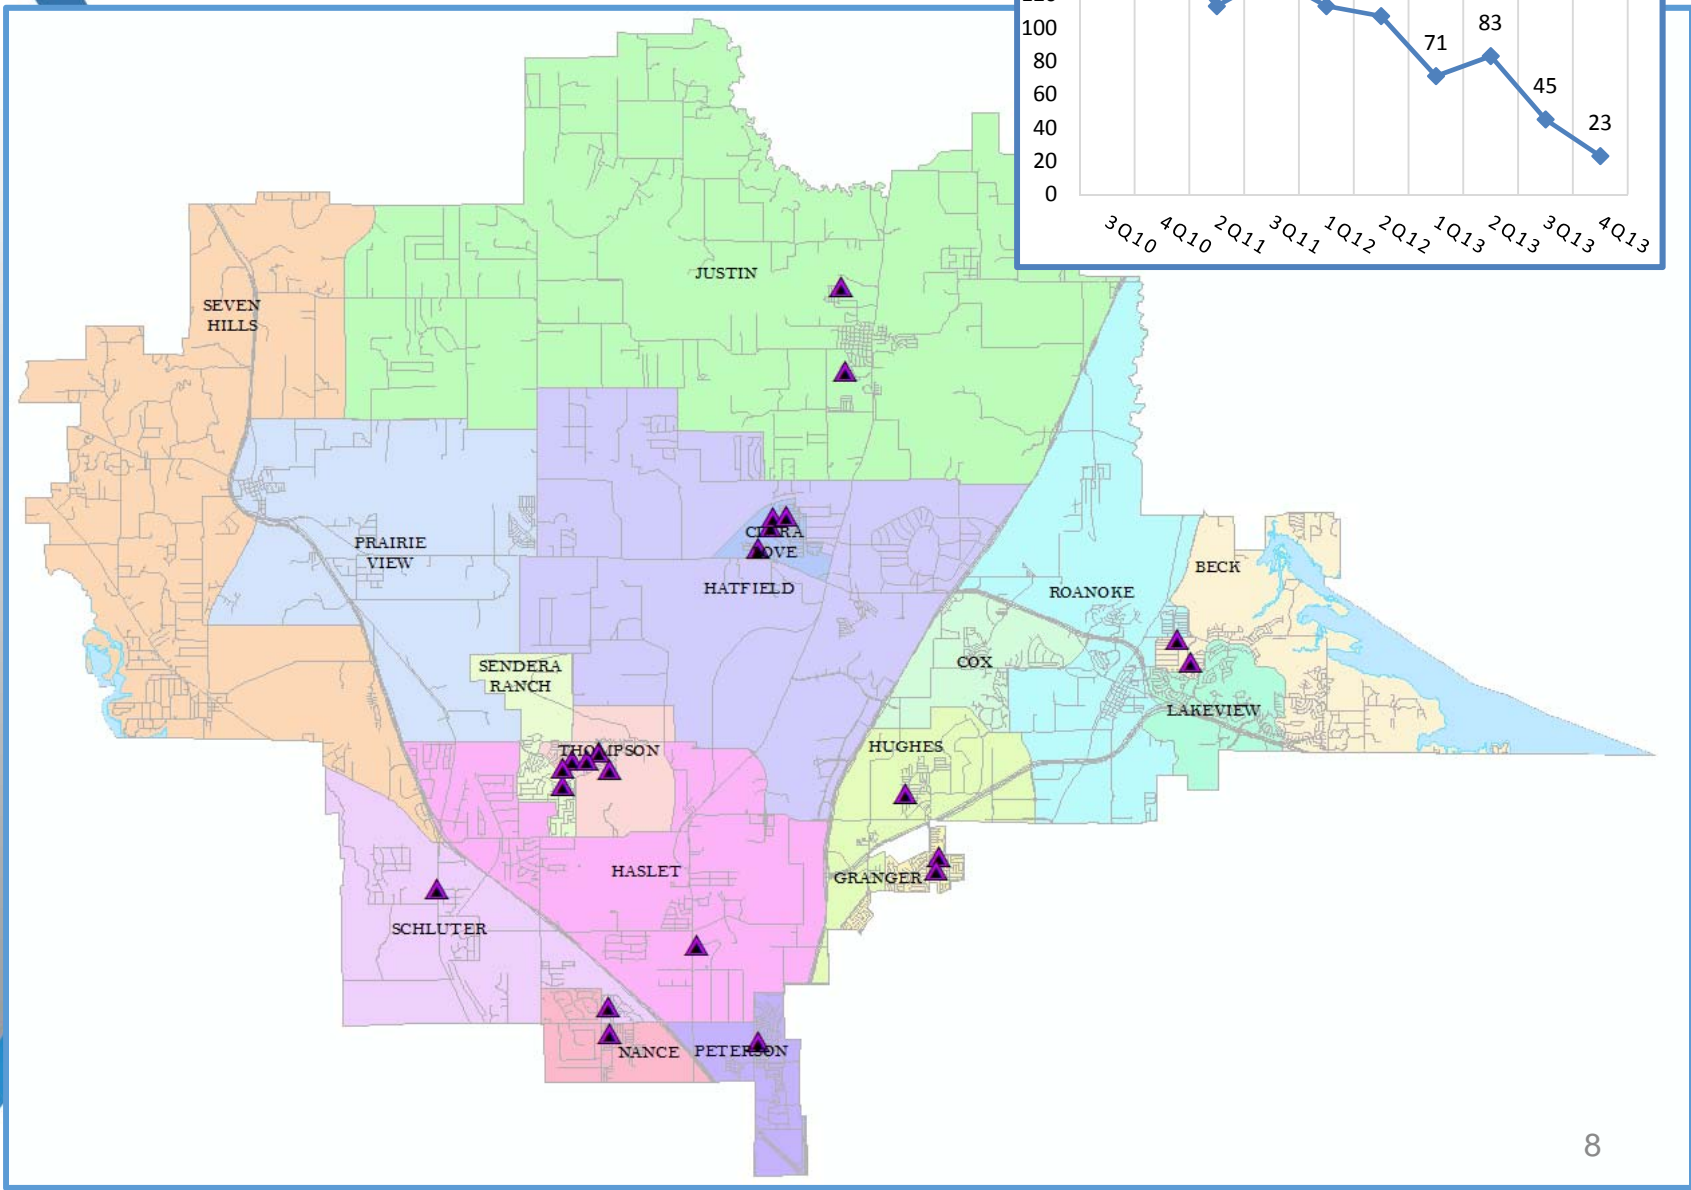 100
80
60
40
20
0
71
83
45
23
3Q10
4Q10
2Q11
3Q11
1Q12
2Q12
1Q13
2Q13
3Q13
4Q13
JUSTIN
SEVEN
HILLS
PRAIRIE
VIEW
HATFIELD
ROANOKE
BECK
SENDERA
RANCH
COX
LAKEVIEW
THOMPSON
HUGHES
HASLET
GRANGER
SCHLUTER
NANCE
PETERSON
8